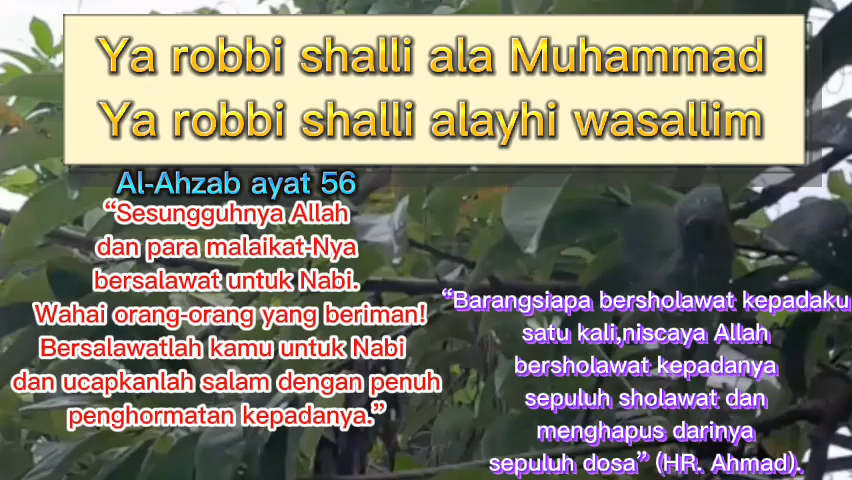 Ya robbi shalli ala Muhammad
Ya robbi shalli alayhi wasallim
Al-Ahzab ayat 56
“Sesungguhnya Allah
dan para malaikat-Nya
bersalawat untuk Nabi.
Wahai orang-orang yang beriman!
Bersalawatlah kamu untuk Nabi
dan ucapkanlah salam dengan penuh
penghormatan kepadanya.”
“Barangsiapa bersholawat kepadaku
satu kali,niscaya Allah
bersholawat kepadanya
sepuluh sholawat dan
menghapus darinya
sepuluh dosa” (HR. Ahmad).